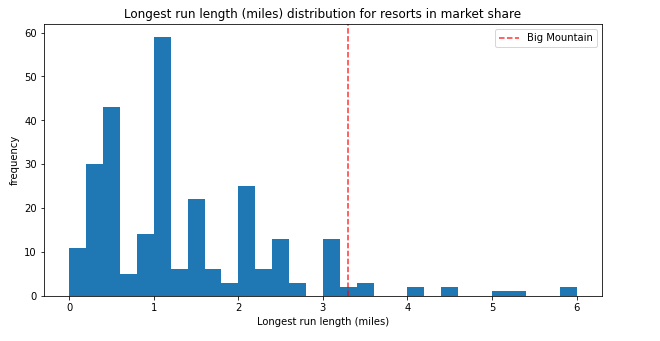 Longest run length (miles) distribution for resorts in market share
Big Mountain
frequency
60
50
40
30
20
10
0
0 1 2 3 4 5 6
Longest run length (miles)